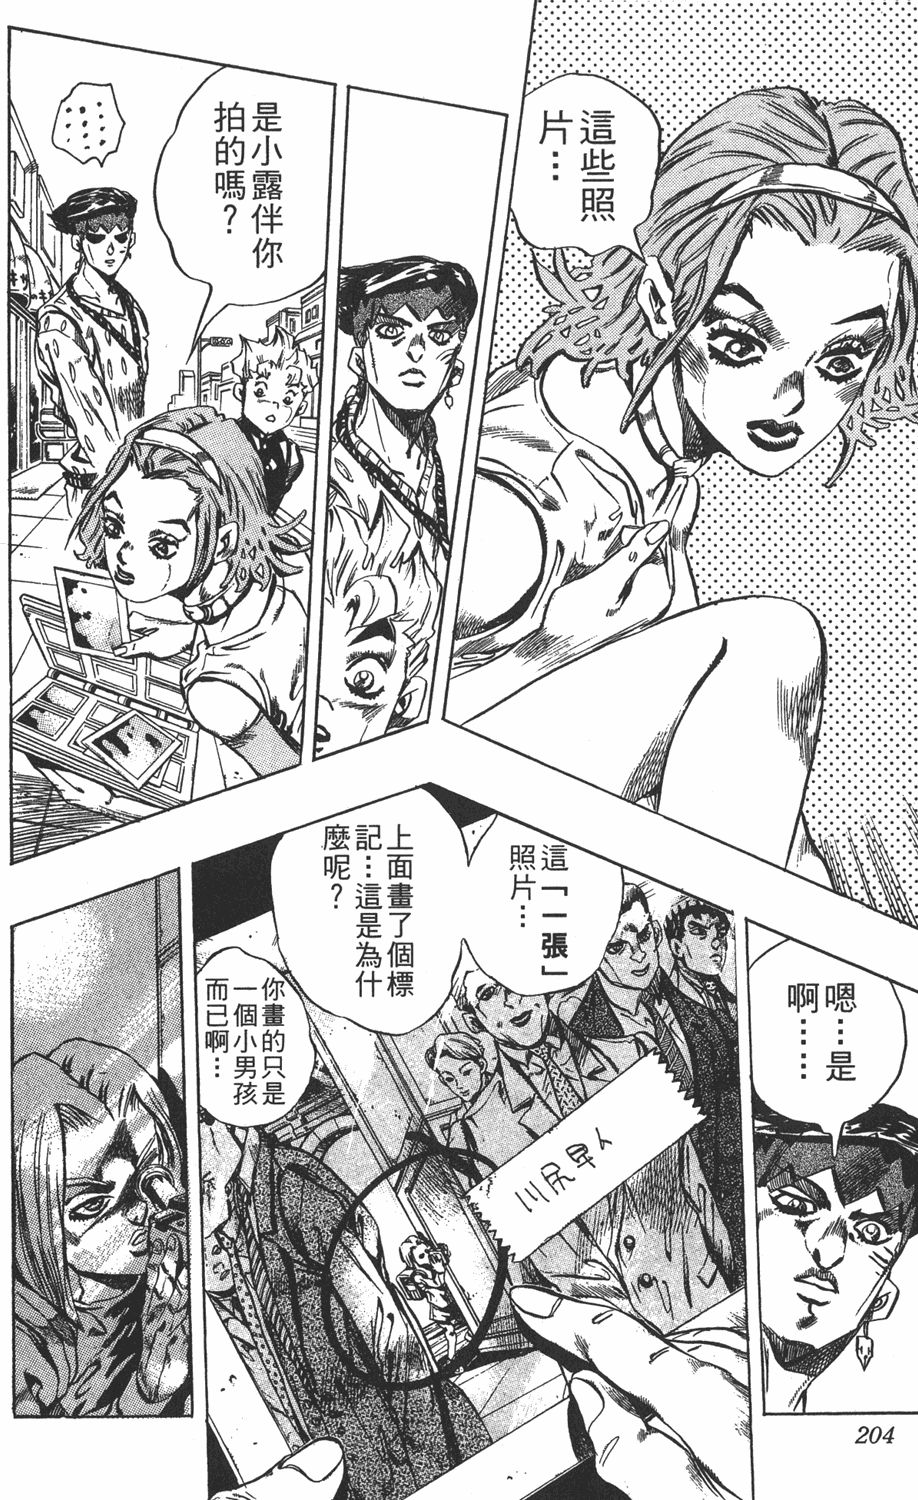 這些照
片…
是小露伴你
拍的嗎？
………
嗯…是
啊……
這「一張」
照片…
上面畫了個標
記…這是為什
麼呢？
你畫的只是
一個小男孩
而已啊…
川尻早人
204